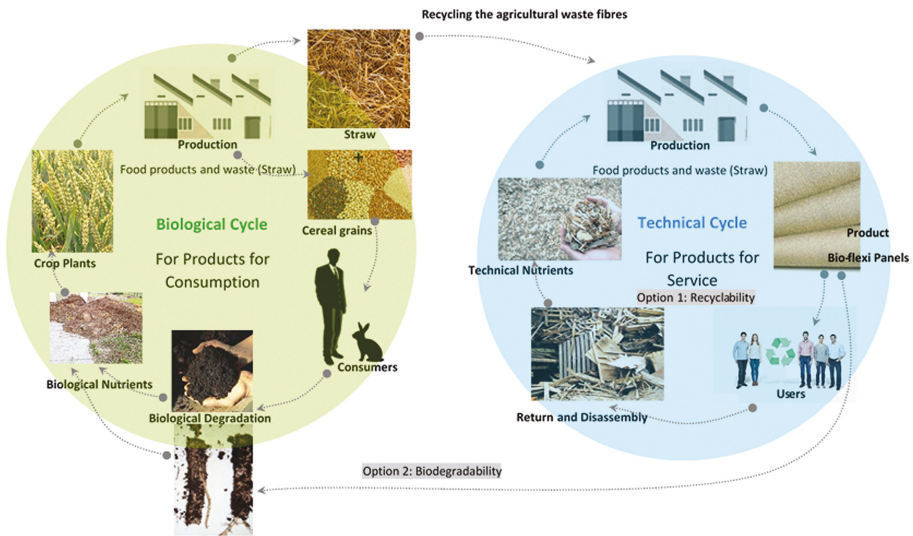 Recycling the agricultural waste fibres
Straw
Production
Food products and waste (Straw)
Cereal grains
Biological Cycle
For Products for
Consumption
Crop Plants
Biological Nutrients
Biological Degradation
Consumers
Production
Food products and waste (Straw)
Technical Cycle
For Products for
Service
Option 1: Recyclability
Technical Nutrients
Product
Bio-flexi Panels
Users
Return and Disassembly
Option 2: Biodegradability